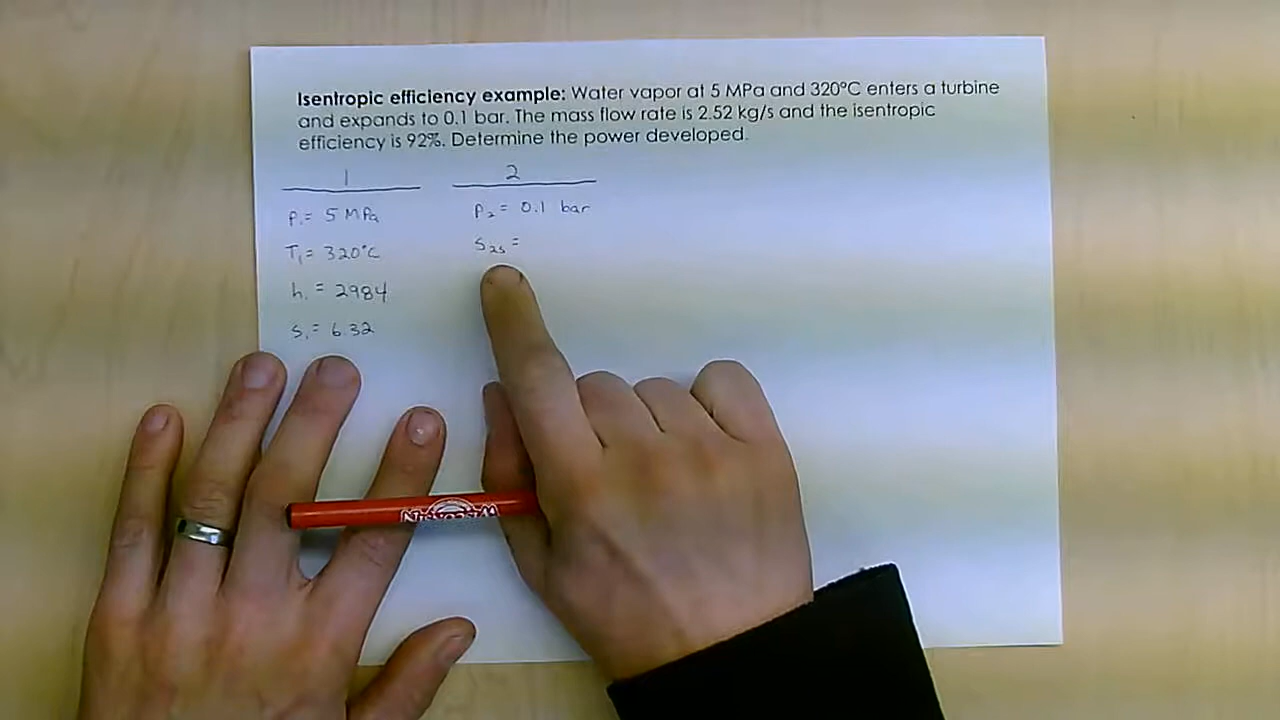 Isentropic efficiency example: Water vapor at 5 MPa and 320°C enters a turbine
and expands to 0.1 bar. The mass flow rate is 2.52 kg/s and the isentropic
efficiency is 92%. Determine the power developed.
1
2
P₁= 5 MPa
P₂= 0.1 bar
T₁= 320°C
S₂ₛ =
h₁ = 2984
S₁= 6.32
WISCONSIN